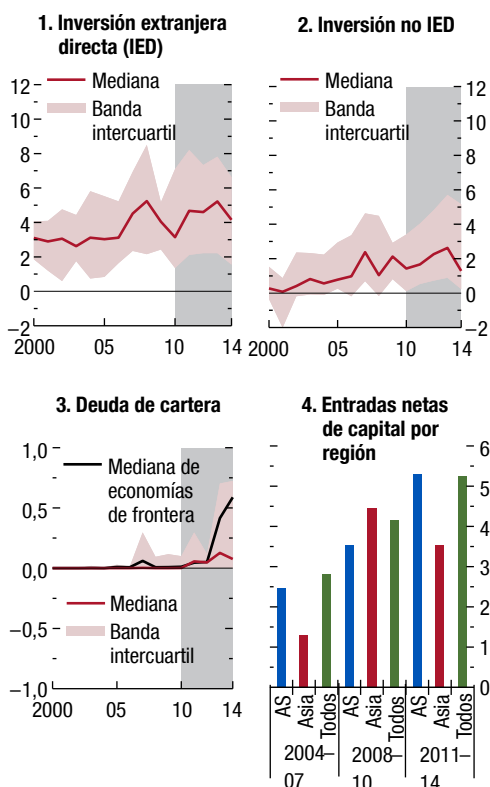 1. Inversión extranjera
directa (IED)
Mediana
Banda
intercuartil
12
10
8
6
4
2
0
–2
2000 05 10 14
2. Inversión no IED
Mediana
Banda
intercuartil
12
10
8
6
4
2
0
–2
2000 05 10 14
3. Deuda de cartera
1,0
0,5
0,0
–0,5
–1,0
Mediana de
economías
de frontera
Mediana
Banda
intercuartil
2000 05 10 14
4. Entradas netas
de capital por
región
6
5
4
3
2
1
0
AS Asia Todos AS Asia Todos AS Asia Todos
2004– 2008– 2011–
07 10 14